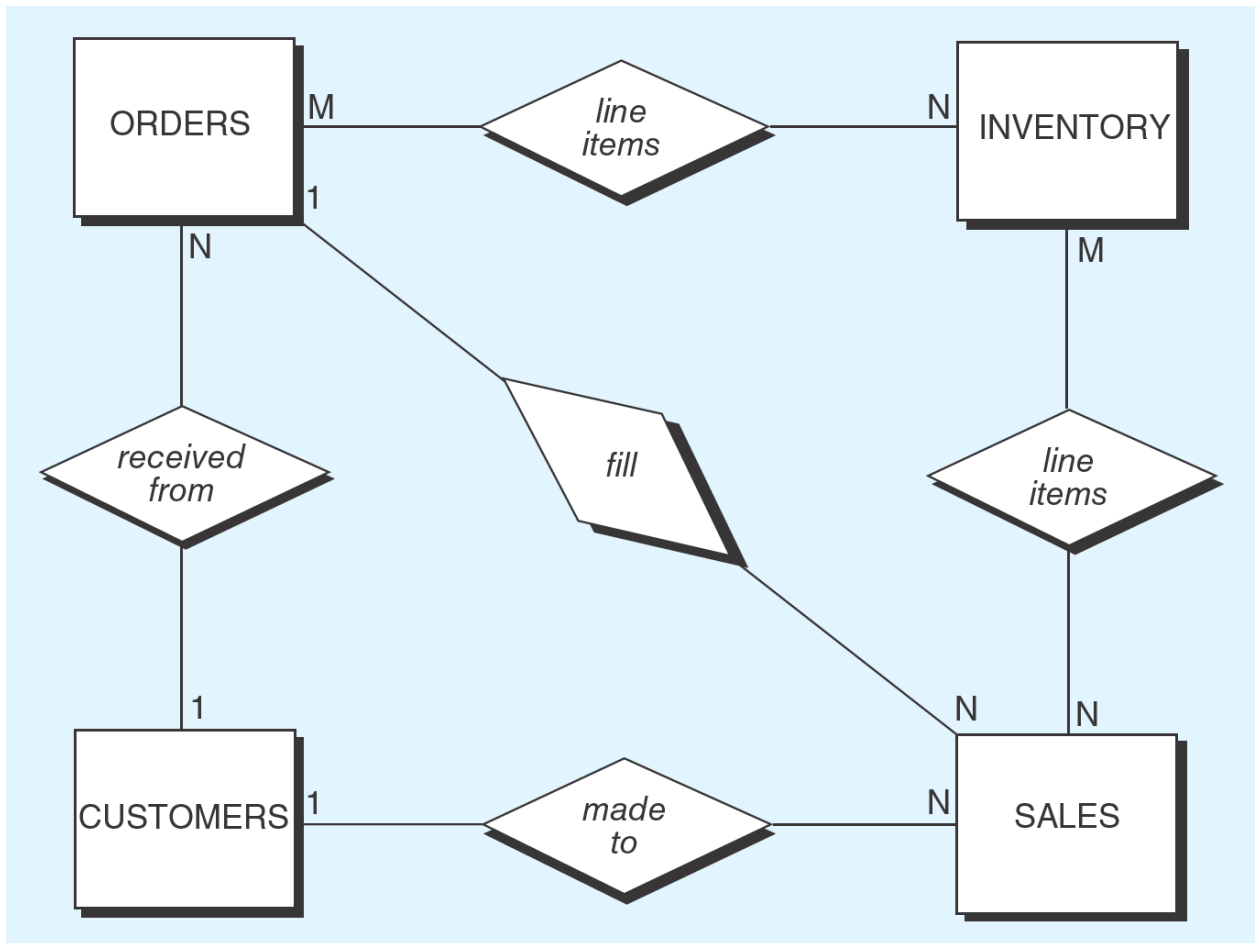 ORDERS
M
line
items
N
INVENTORY
1
N
M
received
from
fill
line
items
1
N
N
CUSTOMERS
1
made
to
N
SALES